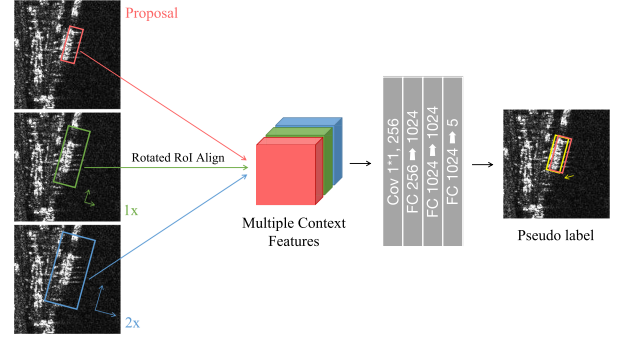 Proposal
Rotated RoI Align
1x
2x
Multiple Context
Features
Cov 1*1, 256
FC 256 ➡ 1024
FC 1024 ➡ 1024
FC 1024 ➡ 5
Pseudo label